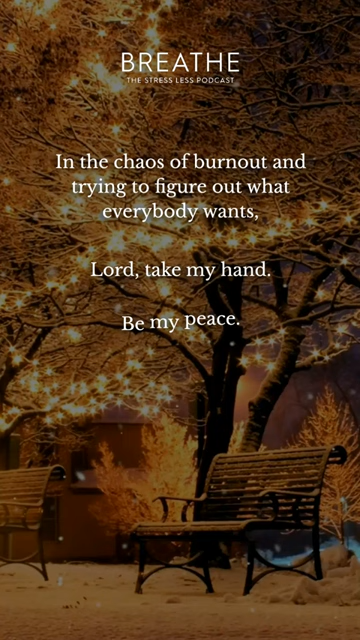 BREATHE
THE STRESS LESS PODCAST
In the chaos of burnout and
trying to figure out what
everybody wants,
Lord, take my hand.
Be my peace.